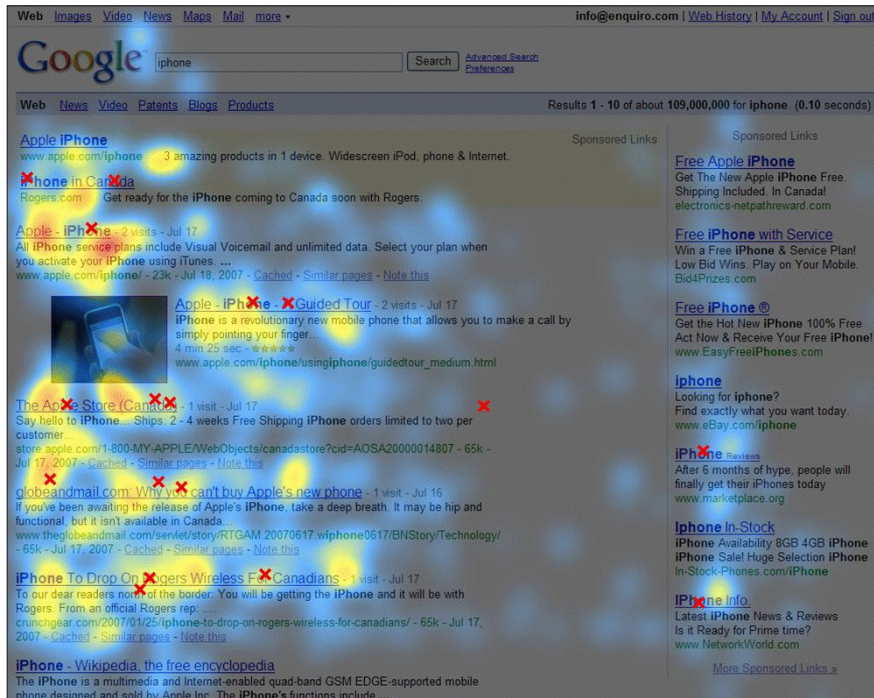 Web Images Video News Maps Mail more
info@enquiro.com | Web History | My Account | Sign out
Google
iphone
Search
Advanced Search
Preferences
Web News Video Patents Blogs Products
Results 1 - 10 of about 109,000,000 for iphone. (0.10 seconds)
Apple iPhone
Sponsored Links
www.apple.com/iphone 3 amazing products in 1 device. Widescreen iPod, phone & Internet.
iPhone in Canada
Rogers.com Get ready for the iPhone coming to Canada soon with Rogers.
Apple - iPhone - 2 visits - Jul 17
All iPhone service plans include Visual Voicemail and unlimited data. Select your plan when
you activate your iPhone using iTunes. ...
www.apple.com/iphone/ - 23k - Jul 18, 2007 - Cached - Similar pages - Note this
Apple - iPhone - Guided Tour - 2 visits - Jul 17
iPhone is a revolutionary new mobile phone that allows you to make a call by
simply pointing your finger...
4 min 25 sec -
www.apple.com/iphone/usingiphone/guidedtour_medium.html
The Apple Store (Canada) - 1 visit - Jul 17
Say hello to iPhone... Ships: 2 - 4 weeks Free Shipping iPhone orders limited to two per
customer...
store.apple.com/1-800-MY-APPLE/WebObjects/canadastore?cid=AOSA20000014807 - 65k -
Jul 17, 2007 - Cached - Similar pages - Note this
globeandmail.com: Why you can't buy Apple's new phone - 1 visit - Jul 16
If you've been awaiting the release of Apple's iPhone, take a deep breath. It may be hip and
functional, but it isn't available in Canada...
www.theglobeandmail.com/servlet/story/RTGAM.20070617.wiphone0617/BNStory/Technology/
- 65k - Jul 17, 2007 - Cached - Similar pages - Note this
iPhone To Drop On Rogers Wireless For Canadians - 1 visit - Jul 17
To our dear readers north of the border: You will be getting the iPhone and it will be with
Rogers. From an official Rogers rep: ....
crunchgear.com/2007/01/25/iphone-to-drop-on-rogers-wireless-for-canadians/ - 65k - Jul 17,
2007 - Cached - Similar pages - Note this
iPhone - Wikipedia, the free encyclopedia
The iPhone is a multimedia and Internet-enabled quad-band GSM EDGE-supported mobile
phone designed and sold by Apple Inc. The iPhone's functions include ...
Sponsored Links
Free Apple iPhone
Get The New Apple iPhone Free.
Shipping Included. In Canada!
electronics-netpathreward.com
Free iPhone with Service
Win a Free iPhone & Service Plan!
Low Bid Wins. Play on Your Mobile.
Bid4Prizes.com
Free iPhone ®
Get the Hot New iPhone 100% Free
Act Now & Receive Your Free iPhone!
www.EasyFreeiPhones.com
iphone
Looking for iphone?
Find exactly what you want today.
www.eBay.com/iphone
iPhone Reviews
After 6 months of hype, people will
finally get their iPhones today
www.marketplace.org
Iphone In-Stock
iPhone Availability 8GB 4GB iPhone
iPhone Sale! Huge Selection iPhone
In-Stock-Phones.com/iPhone
IPhone Info.
Latest iPhone News & Reviews
Is it Ready for Prime time?
www.NetworkWorld.com
More Sponsored Links »